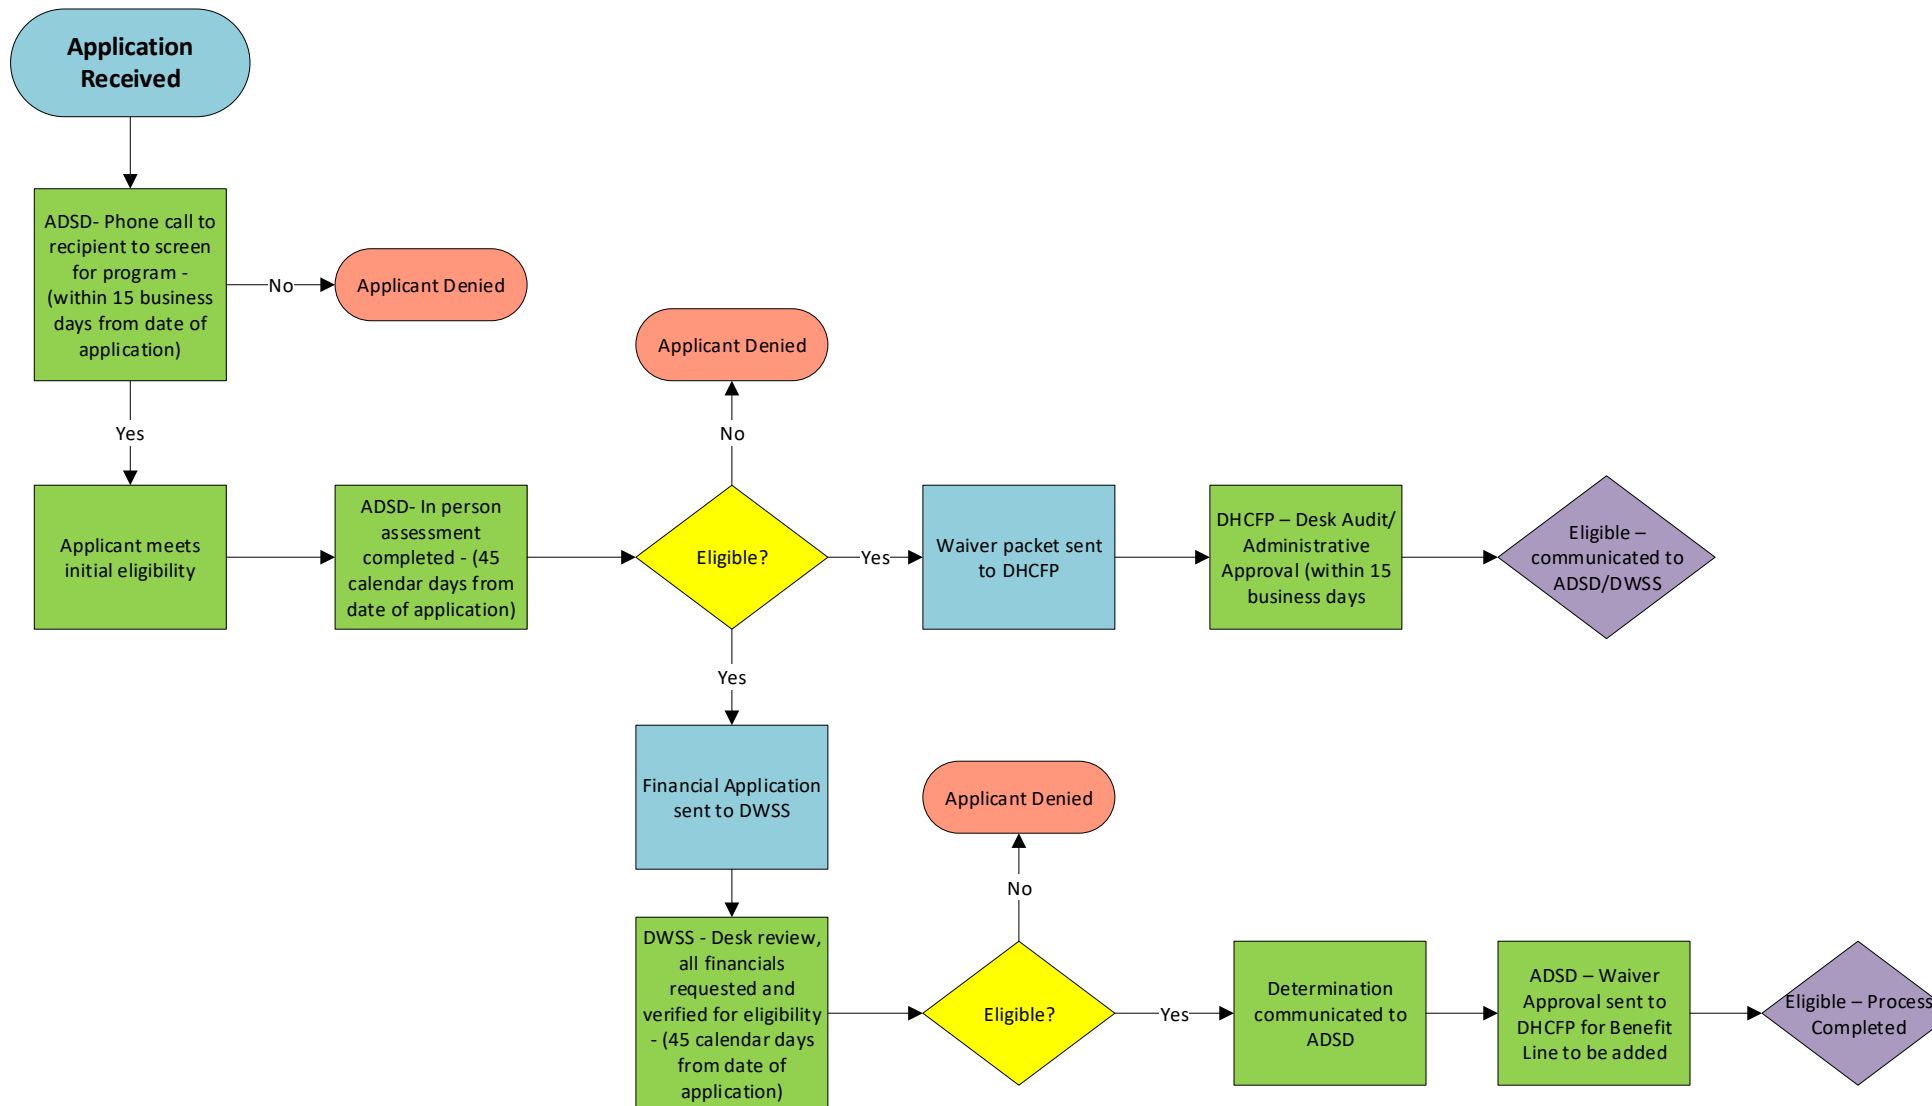 Application
Received
ADSD- Phone call to
recipient to screen
for program -
(within 15 business
days from date of
application)
No
Applicant Denied
Yes
Applicant Denied
No
Applicant meets
initial eligibility
ADSD- In person
assessment
completed - (45
calendar days from
date of application)
Eligible?
Yes
Waiver packet sent
to DHCFP
DHCFP – Desk Audit/
Administrative
Approval (within 15
business days
Eligible –
communicated to
ADSD/DWSS
Yes
Financial Application
sent to DWSS
Applicant Denied
No
DWSS - Desk review,
all financials
requested and
verified for eligibility
- (45 calendar days
from date of
application)
Eligible?
Yes
Determination
communicated to
ADSD
ADSD – Waiver
Approval sent to
DHCFP for Benefit
Line to be added
Eligible – Process
Completed